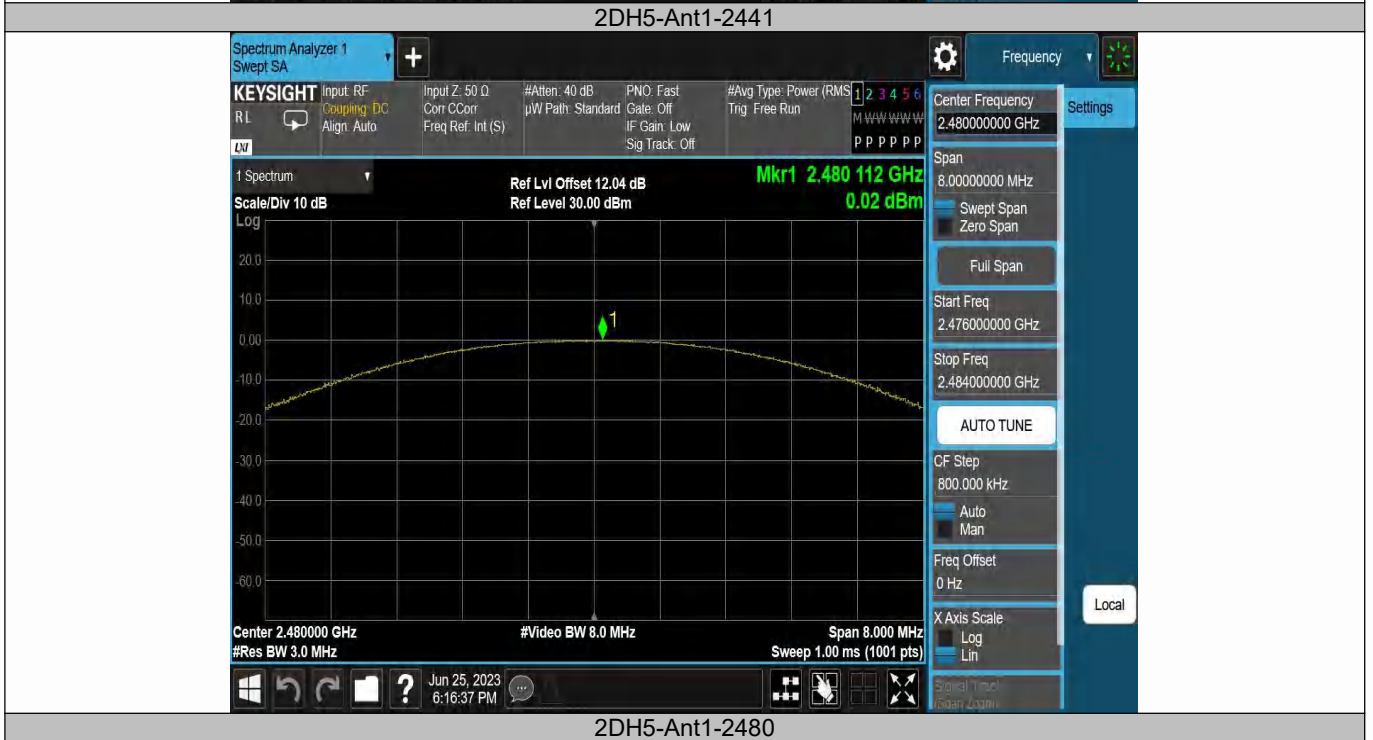 2DH5-Ant1-2441
Spectrum Analyzer 1
Swept SA
+
Frequency
KEYSIGHT
RL
LXI
Input: RF
Coupling: DC
Align: Auto
Input Z: 50 Ω
Corr CCorr
Freq Ref: Int (S)
#Atten: 40 dB
µW Path: Standard
PNO: Fast
Gate: Off
IF Gain: Low
Sig Track: Off
#Avg Type: Power (RMS
Trig: Free Run
1 2 3 4 5 6
M W W W W W
P P P P P P
Center Frequency
2.480000000 GHz
Settings
Span
8.00000000 MHz
Swept Span
Zero Span
Full Span
Start Freq
2.476000000 GHz
Stop Freq
2.484000000 GHz
AUTO TUNE
CF Step
800.000 kHz
Auto
Man
Freq Offset
0 Hz
X Axis Scale
Log
Lin
Signal Track
(Span Zoom)
Local
1 Spectrum
Scale/Div 10 dB
Ref Lvl Offset 12.04 dB
Ref Level 30.00 dBm
Mkr1 2.480 112 GHz
0.02 dBm
Log
20.0
10.0
0.00
-10.0
-20.0
-30.0
-40.0
-50.0
-60.0
1
Center 2.480000 GHz
#Video BW 8.0 MHz
Span 8.000 MHz
#Res BW 3.0 MHz
Sweep 1.00 ms (1001 pts)
?
Jun 25, 2023
6:16:37 PM
2DH5-Ant1-2480